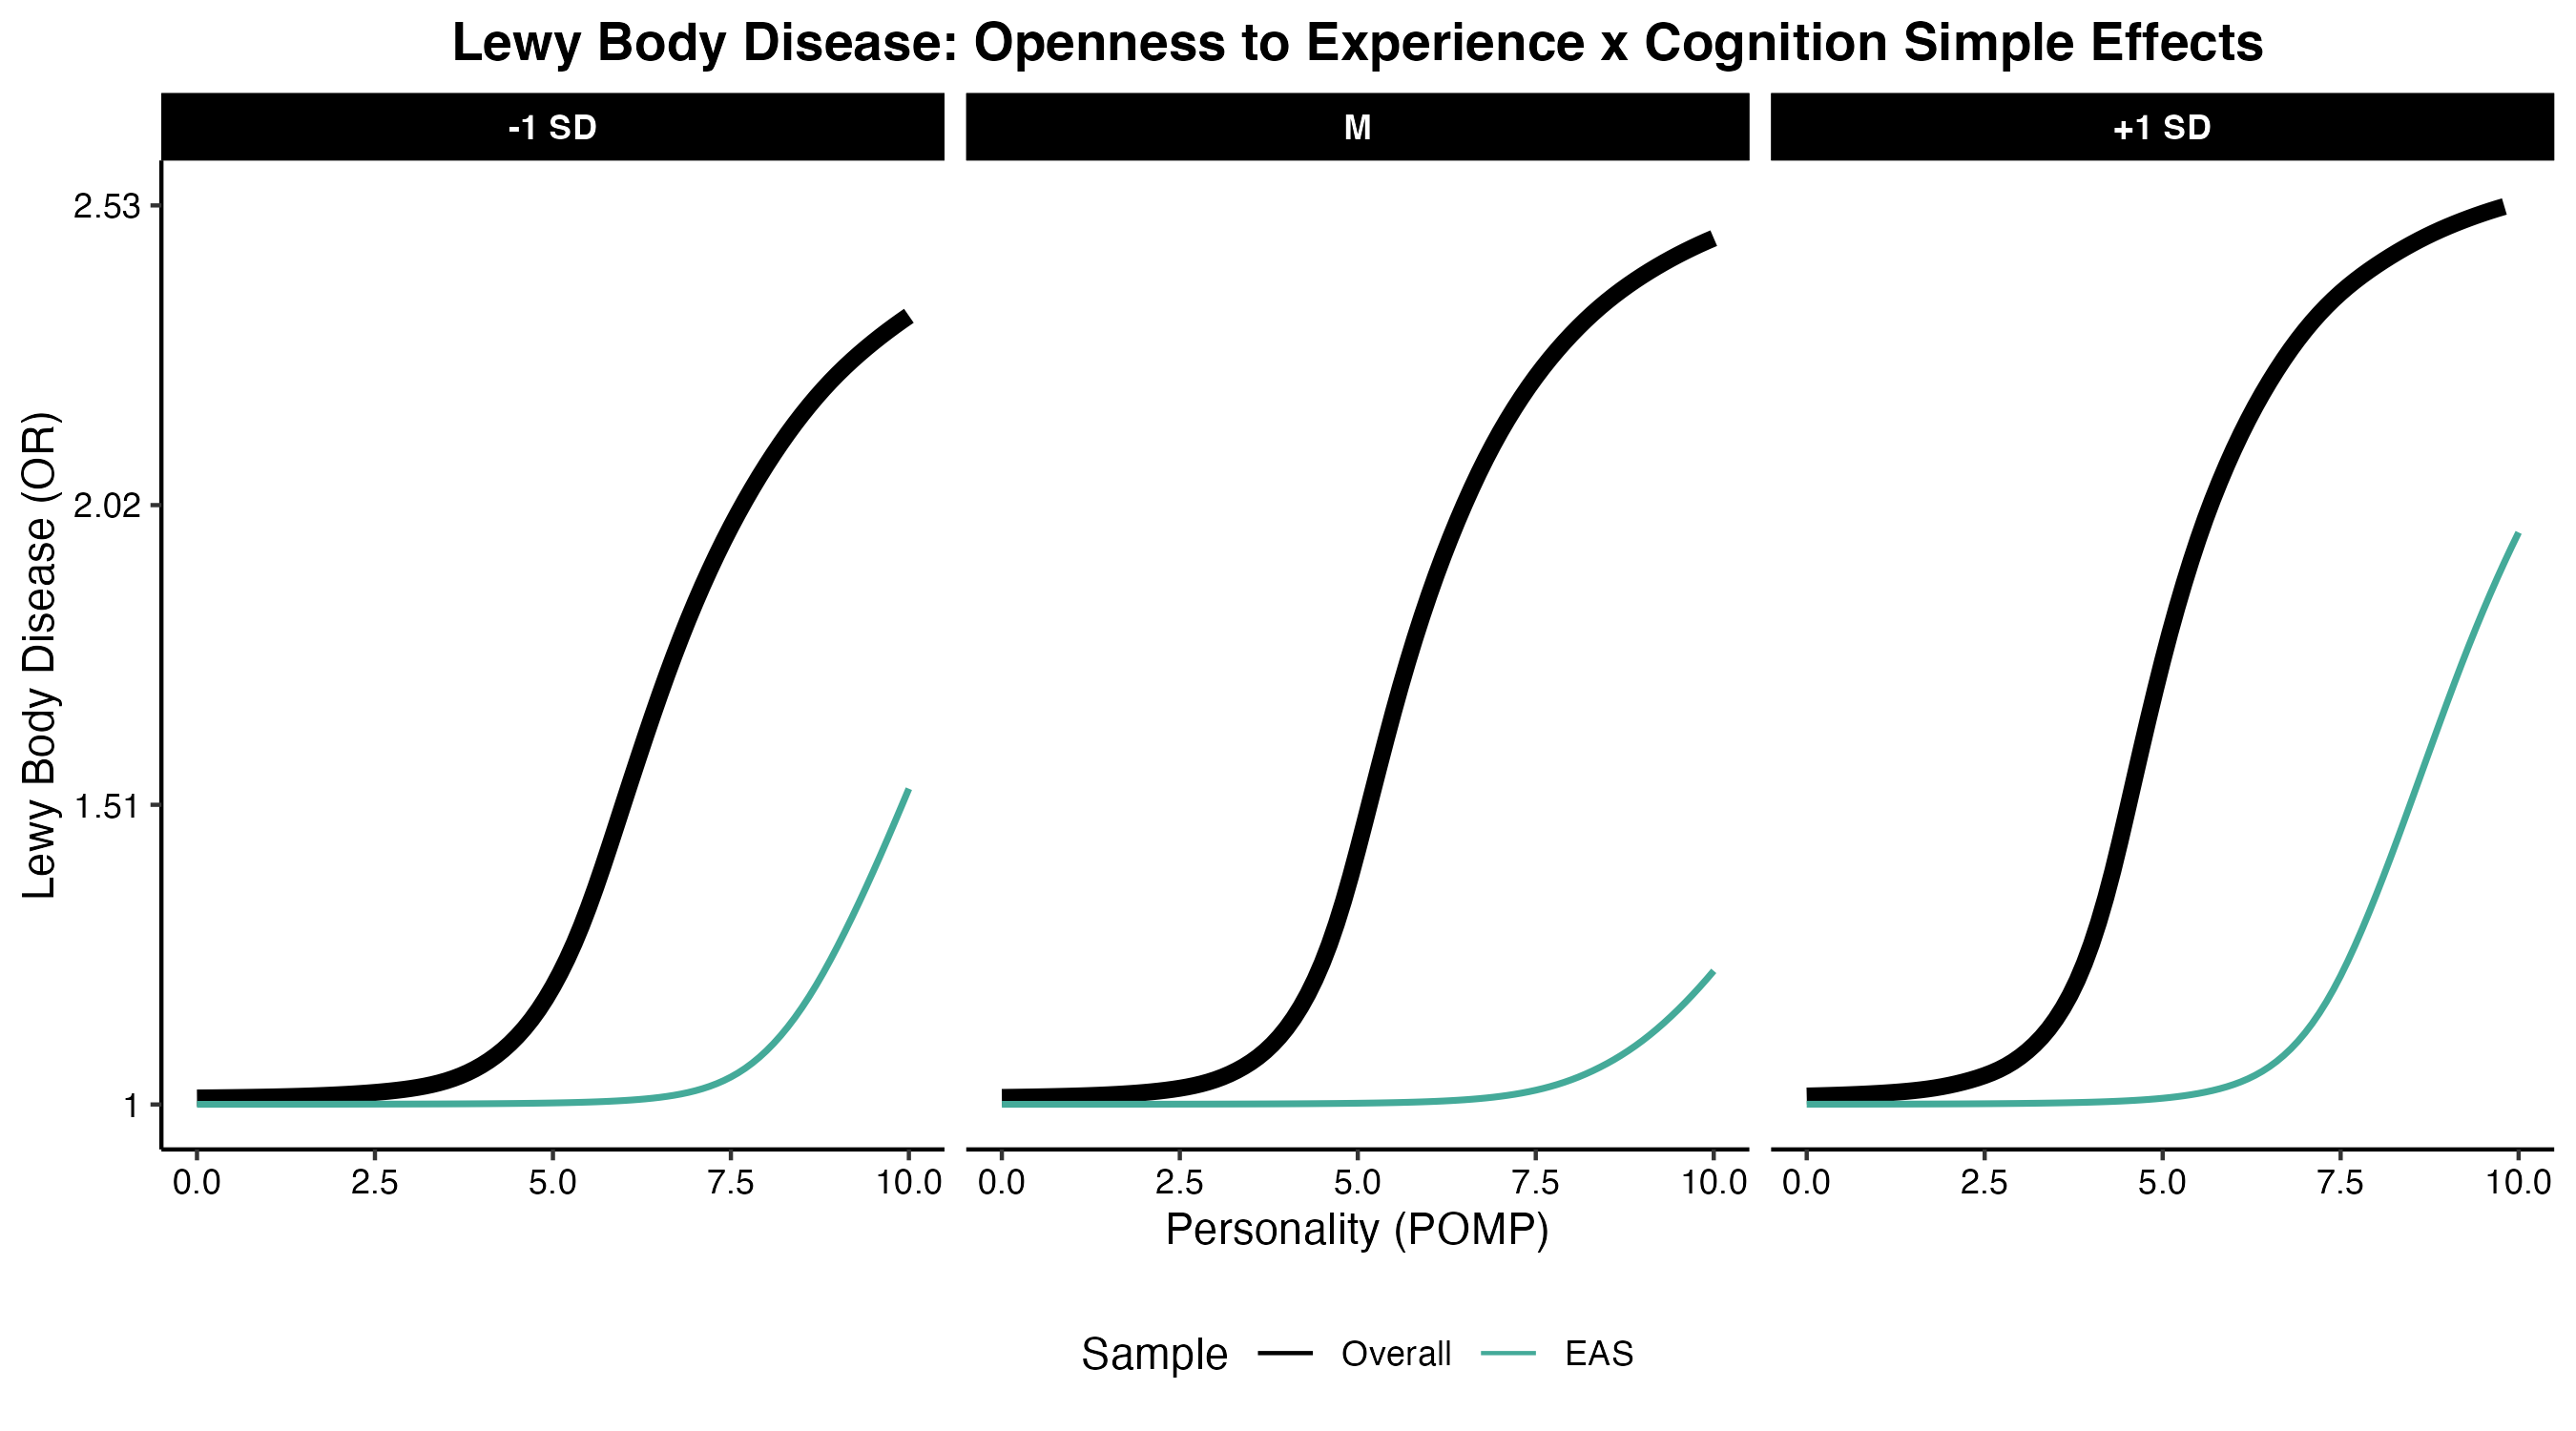 Lewy Body Disease: Openness to Experience x Cognition Simple Effects
-1 SD
M
+1 SD
Lewy Body Disease (OR)
2.53
2.02
1.51
1
0.0 2.5 5.0 7.5 10.0
0.0 2.5 5.0 7.5 10.0
0.0 2.5 5.0 7.5 10.0
Personality (POMP)
Sample Overall EAS